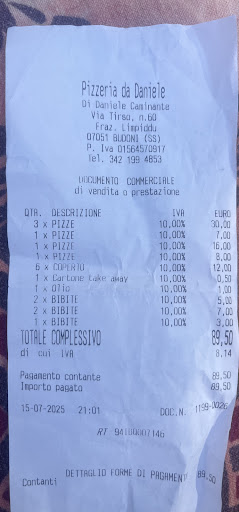 Pizzeria da Daniele
Di Daniele Caminante
Via Tirso, n.60
Fraz. Limpiddu
07051 BUDONI (SS)
P. Iva 01564570917
Tel. 342 199 4853
DOCUMENTO COMMERCIALE
di vendita o prestazione
QTA. DESCRIZIONE IVA EURO
3 x PIZZE 10,00% 30,00
1 x PIZZE 10,00% 7,00
1 x PIZZE 10,00% 16,00
1 x PIZZE 10,00% 8,00
6 x COPERTO 10,00% 12,00
1 x Cartone take away 10,00% 0,50
1 x Olio 10,00% 1,00
2 x BIBITE 10,00% 5,00
2 x BIBITE 10,00% 7,00
1 x BIBITE 10,00% 3,00
TOTALE COMPLESSIVO 89,50
di cui IVA 8,14
Pagamento contante 89,50
Importo pagato 89,50
15-07-2025 21:01 DOC.N. 1199-0026
RT
DETTAGLIO FORME DI PAGAMENTO
Contanti 89,50